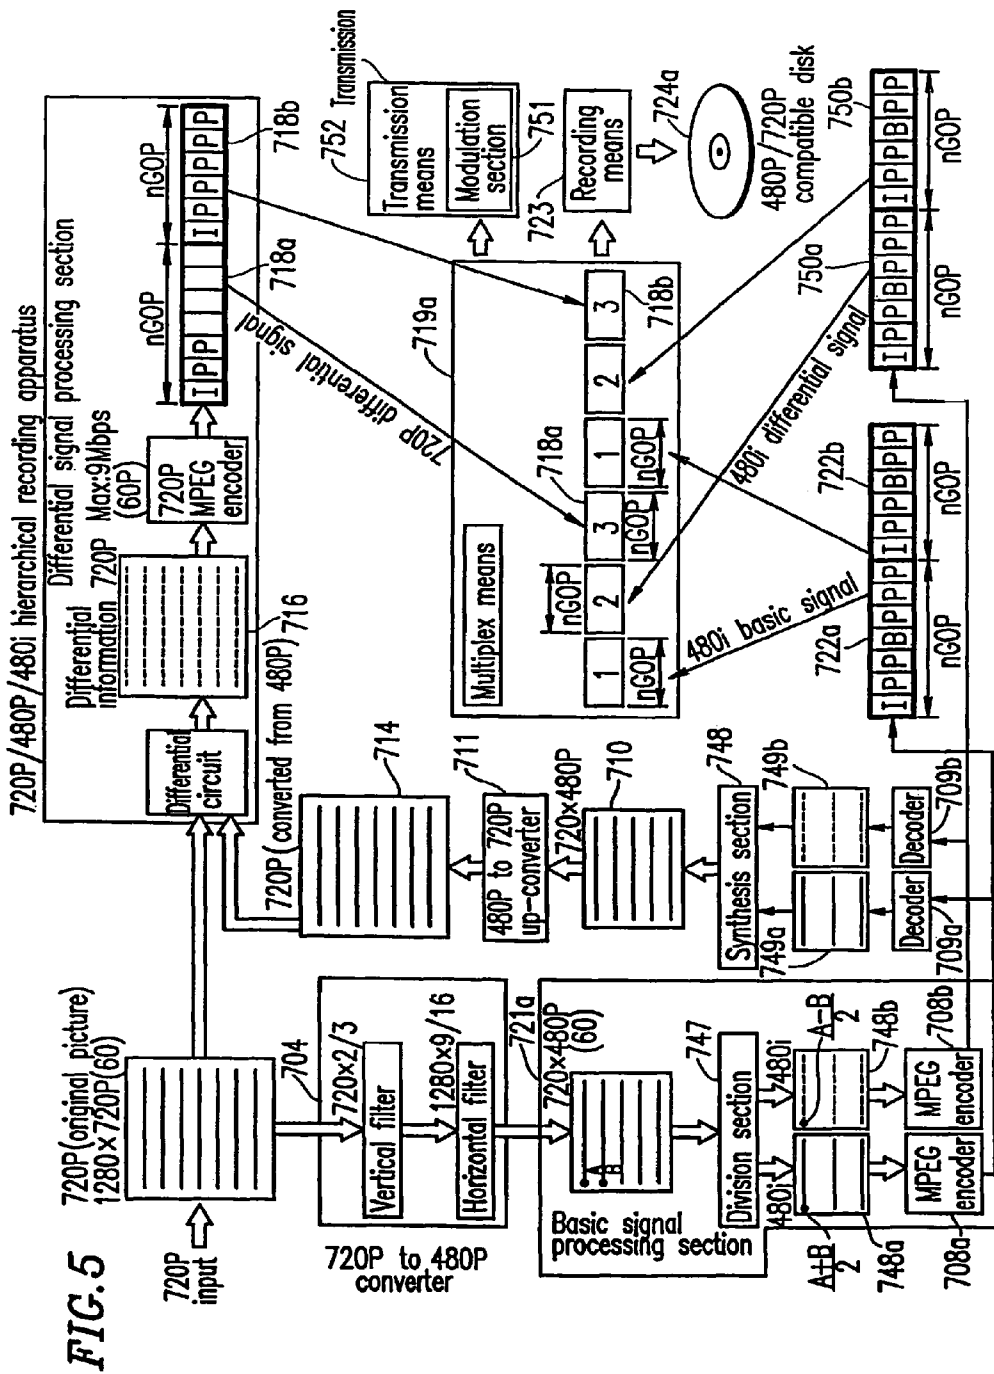 FIG.5
720P
input
720P(original picture)
1280×720P(60)
704
720×2/3
Vertical filter
1280×9/16
Horizontal filter
720P to 480P
converter
721a
720×480P
(60)
A
B
Basic signal
processing section
Division section
747
480i
480i
A+B
2
A−B
2
748a
748b
MPEG
encoder
MPEG
encoder
708a
708b
720P/480P/480i hierarchical recording apparatus
Differential signal processing section
Differential
circuit
Differential
information
720P
716
Max:9Mbps
(60P)
720P
MPEG
encoder
nGOP
nGOP
I P P
I P P P P P
718a
718b
720P(converted from 480P)
714
711
480P to 720P
up-converter
720×480P
710
748
Synthesis section
749a
749b
Decoder
Decoder
709a
709b
720P differential signal
719a
Multiplex means
nGOP
718a
1 2 3 1 2 3
nGOP
nGOP
nGOP
718b
480i basic signal
480i differential signal
752
Transmission
Transmission
means
Modulation
section
751
723
Recording
means
724a
480P/720P
compatible disk
722a
722b
I P P B P P I P P B P P
nGOP
nGOP
750a
750b
I P P B P P I P P B P P
nGOP
nGOP